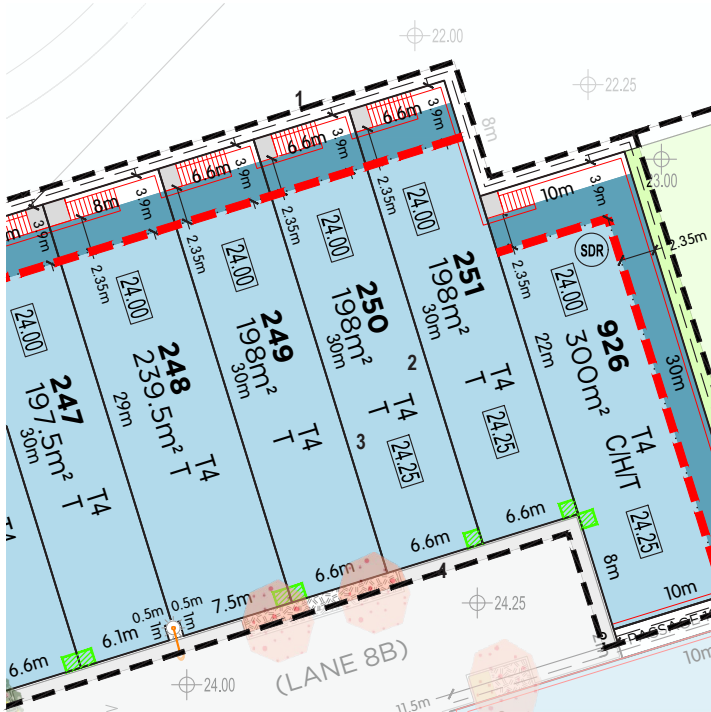 22.00
22.25
1
8m
3.9m
6.6m
3.9m
6.6m
3.9m
6.6m
3.9m
8m
3.9m
m
10m
3.9m
23.00
2.35m
SDR
2.35m
2.35m
2.35m
2.35m
2.35m
24.00
24.00
24.00
24.00
24.00
24.00
247
197.5m²
30m
T4
T
248
239.5m²
29m
T4
T
249
198m²
30m
T4
T
250
198m²
30m
T4
T
24.25
251
198m²
30m
T4
T
24.25
926
300m²
22m
30m
T4
C/H/T
24.25
2
3
4
T4
6.6m
6.6m
6.6m
7.5m
0.5m
0.5m
1m
1m
6.1m
6.6m
8m
10m
24.25
24.00
(LANE 8B)
PASSAGE
10m
11.5m